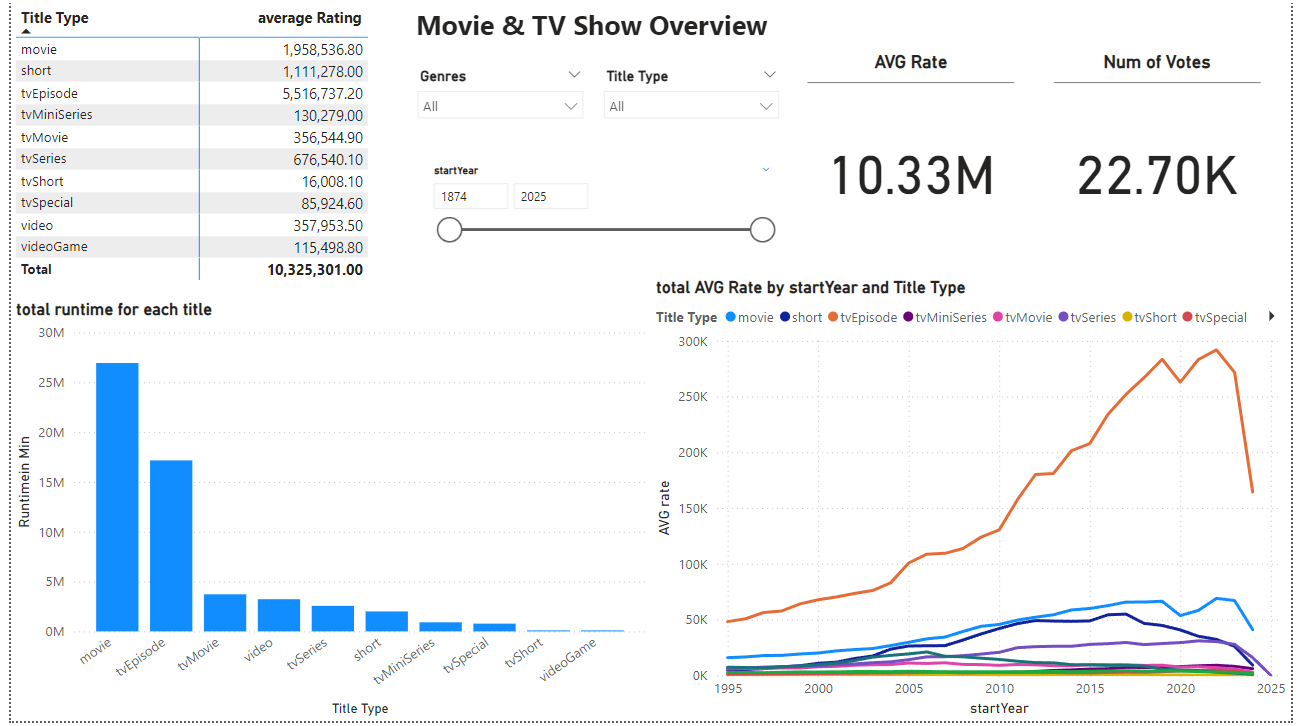 Title Type average Rating
movie 1,958,536.80
short 1,111,278.00
tvEpisode 5,516,737.20
tvMiniSeries 130,279.00
tvMovie 356,544.90
tvSeries 676,540.10
tvShort 16,008.10
tvSpecial 85,924.60
video 357,953.50
videoGame 115,498.80
Total 10,325,301.00
Movie & TV Show Overview
Genres
All
Title Type
All
startYear
1874 2025
AVG Rate
10.33M
Num of Votes
22.70K
total runtime for each title
Runtimein Min
30M
25M
20M
15M
10M
5M
0M
movie tvEpisode tvMovie video tvSeries short tvMiniSeries tvSpecial tvShort videoGame
Title Type
total AVG Rate by startYear and Title Type
Title Type movie short tvEpisode tvMiniSeries tvMovie tvSeries tvShort tvSpecial
AVG rate
300K
250K
200K
150K
100K
50K
0K
1995 2000 2005 2010 2015 2020 2025
startYear